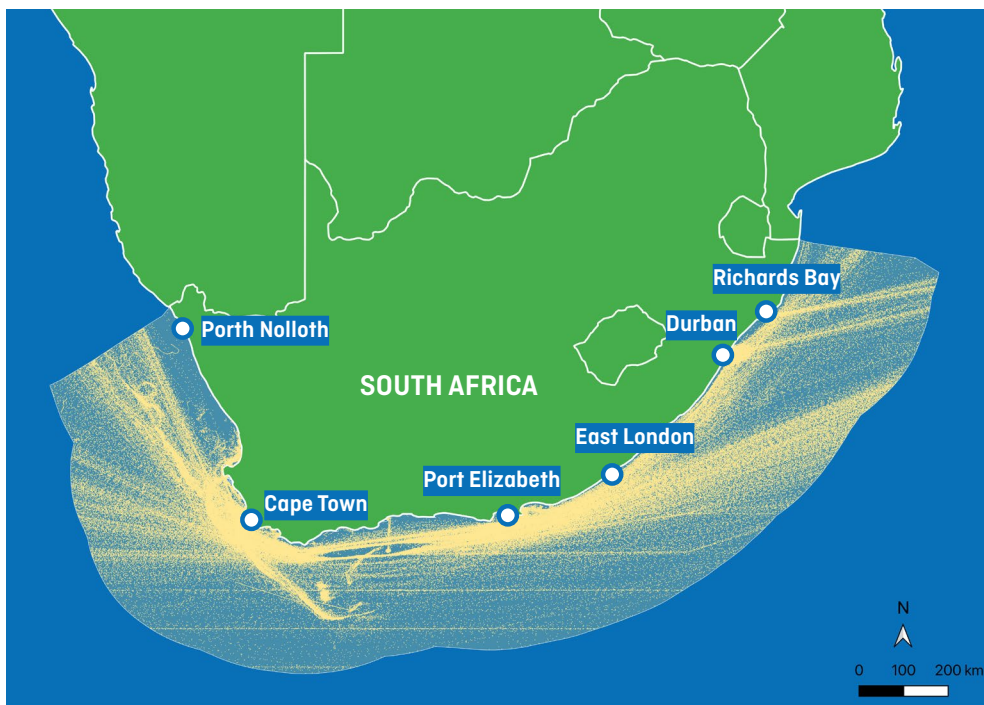 Richards Bay
Durban
Porth Nolloth
SOUTH AFRICA
East London
Port Elizabeth
Cape Town
N
0 100 200 km